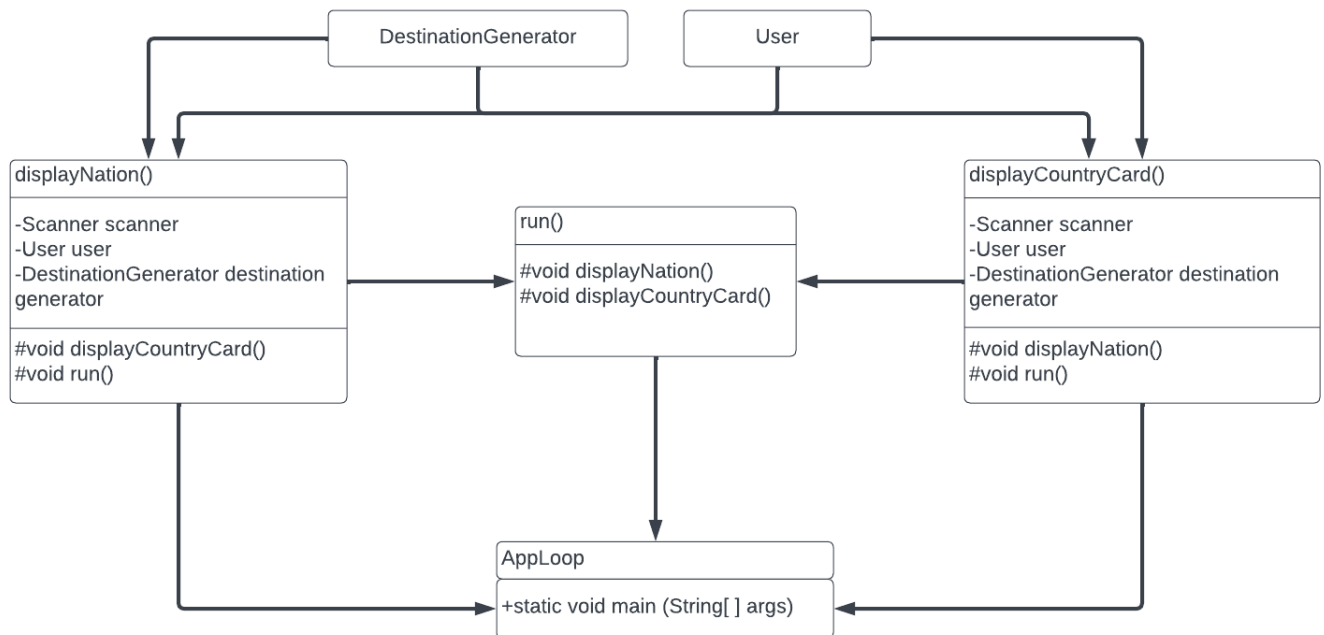 DestinationGenerator
User
displayNation()
-Scanner scanner
-User user
-DestinationGenerator destination
generator
#void displayCountryCard()
#void run()
run()
#void displayNation()
#void displayCountryCard()
displayCountryCard()
-Scanner scanner
-User user
-DestinationGenerator destination
generator
#void displayNation()
#void run()
AppLoop
+static void main (String[ ] args)